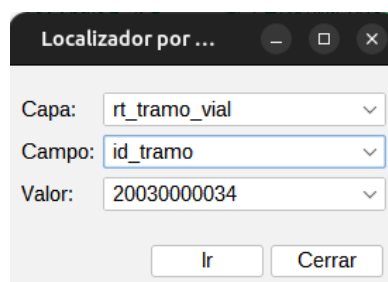 Localizador por ...
Capa: rt_tramo_vial
Campo: id_tramo
Valor: 20030000034
Ir Cerrar